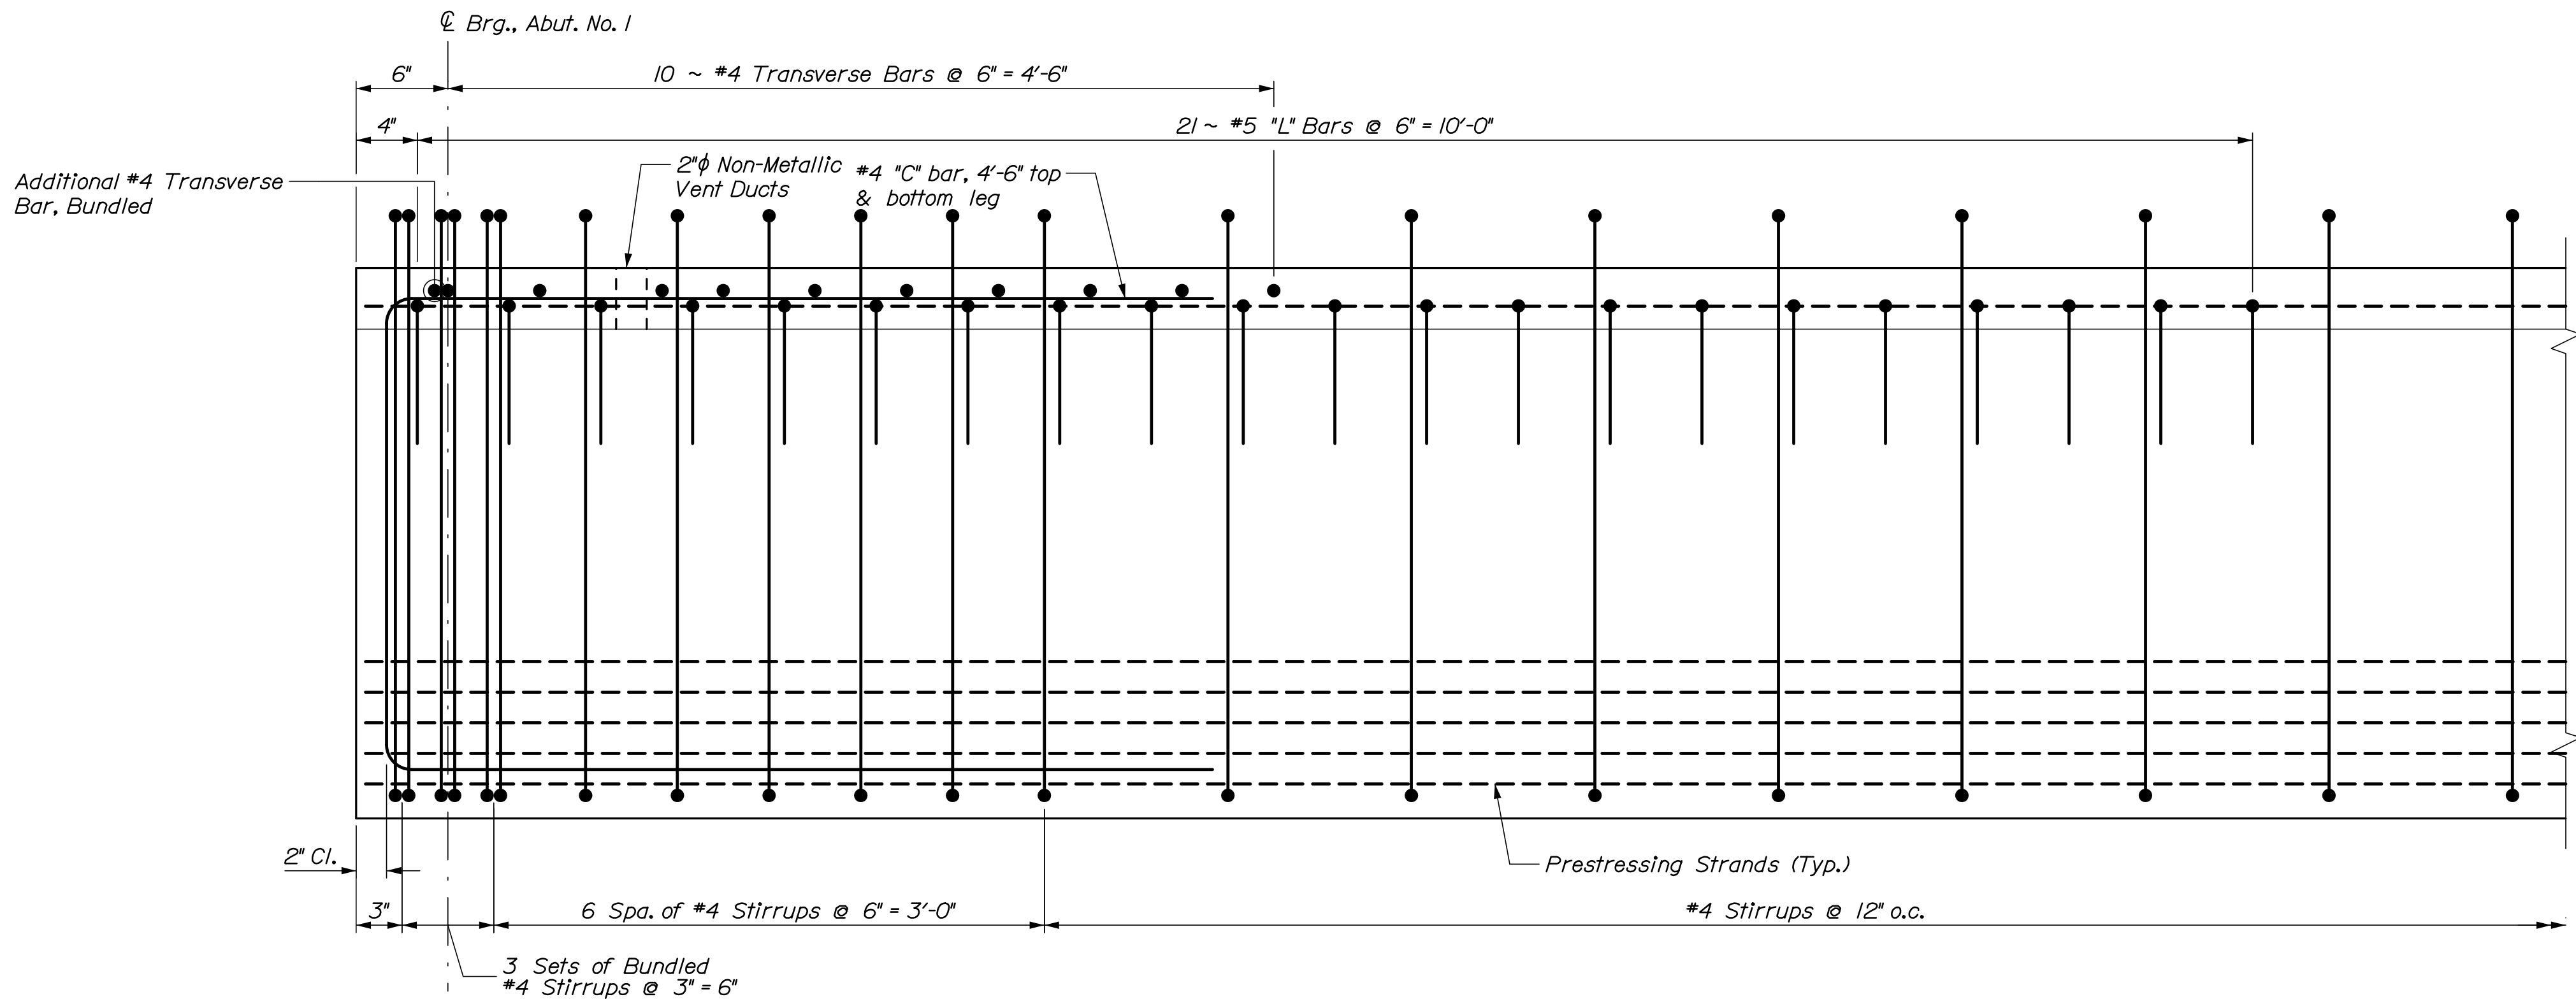 ℄ Brg., Abut. No. 1
6"
10 ~ #4 Transverse Bars @ 6" = 4'-6"
4"
21 ~ #5 "L" Bars @ 6" = 10'-0"
Additional #4 Transverse
Bar, Bundled
2"ϕ Non-Metallic
Vent Ducts
#4 "C" bar, 4'-6" top
& bottom leg
2" Cl.
Prestressing Strands (Typ.)
3"
6 Spa. of #4 Stirrups @ 6" = 3'-0"
#4 Stirrups @ 12" o.c.
3 Sets of Bundled
#4 Stirrups @ 3" = 6"